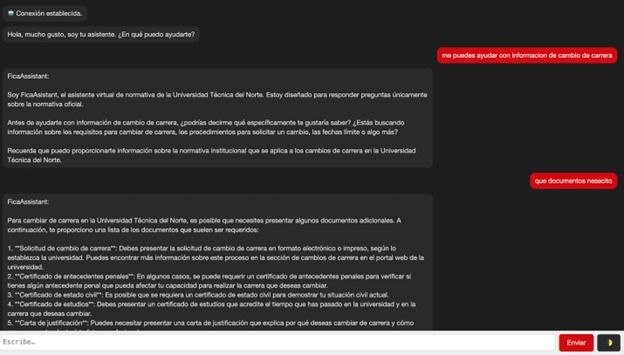 Conexión establecida.
Hola, mucho gusto, soy tu asistente. ¿En qué puedo ayudarte?
me puedes ayudar con informacion de cambio de carrera
FicaAssistant:
Soy FicaAssistant, el asistente virtual de normativa de la Universidad Técnica del Norte. Estoy diseñado para responder preguntas únicamente
sobre la normativa oficial.
Antes de ayudarte con información de cambio de carrera, ¿podrías decirme qué específicamente te gustaría saber? ¿Estás buscando
información sobre los requisitos para cambiar de carrera, los procedimientos para solicitar un cambio, las fechas límite o algo más?
Recuerda que puedo proporcionarte información sobre la normativa institucional que se aplica a los cambios de carrera en la Universidad
Técnica del Norte.
que documentos nesecito
FicaAssistant:
Para cambiar de carrera en la Universidad Técnica del Norte, es posible que necesites presentar algunos documentos adicionales. A
continuación, te proporciono una lista de los documentos que suelen ser requeridos:
1. **Solicitud de cambio de carrera**: Debes presentar la solicitud de cambio de carrera en formato electrónico o impreso, según lo
establezca la universidad. Puedes encontrar más información sobre este proceso en la sección de cambios de carrera en el portal web de la
universidad.
2. **Certificado de antecedentes penales**: En algunos casos, se puede requerir un certificado de antecedentes penales para verificar si
tienes algún antecedente penal que pueda afectar tu capacidad para realizar la carrera que deseas cambiar.
3. **Certificado de estado civil**: Es posible que se requiera un certificado de estado civil para demostrar tu situación civil actual.
4. **Certificado de estudios**: Debes presentar un certificado de estudios que acredite el tiempo que has pasado en la universidad y en la
carrera que deseas cambiar.
5. **Carta de justificación**: Puedes necesitar presentar una carta de justificación que explica por qué deseas cambiar de carrera y cómo
Escribe...
Enviar